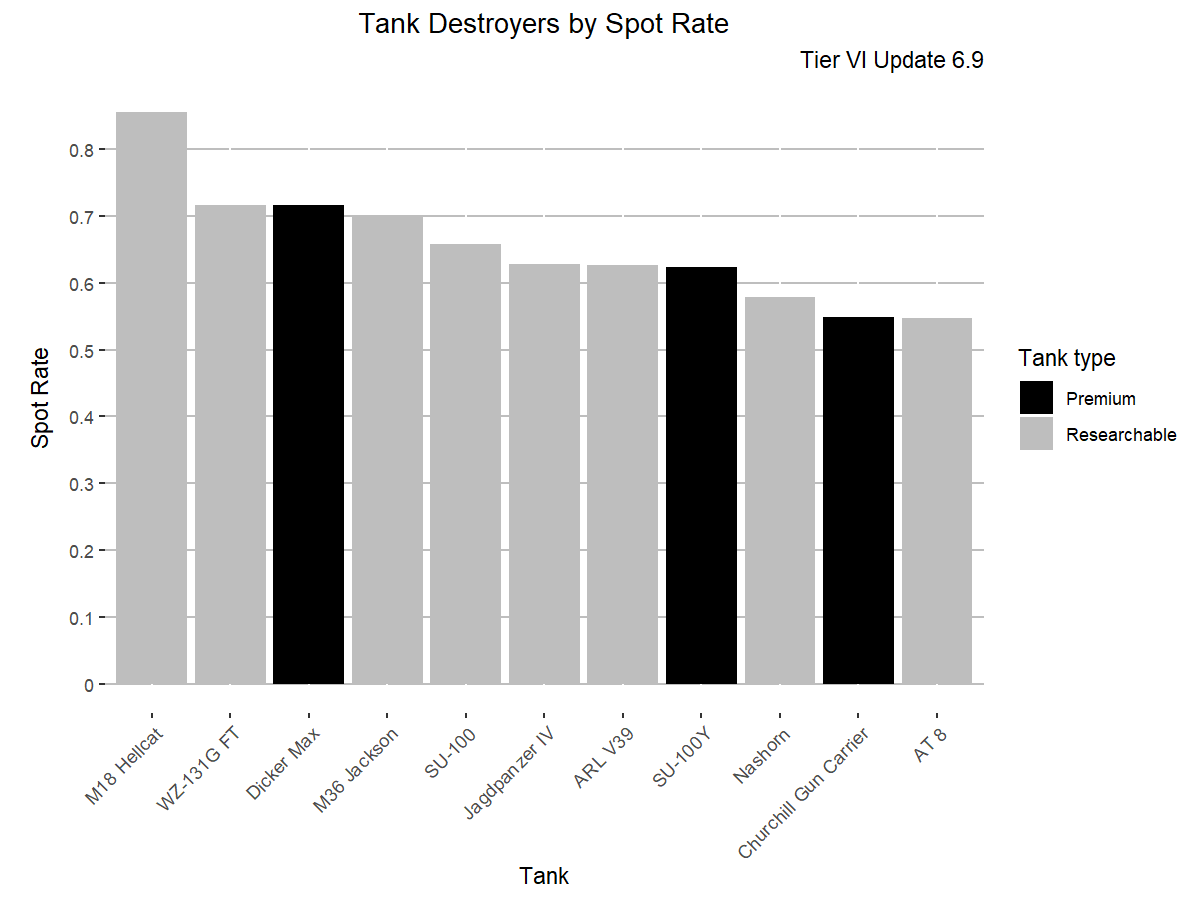 Tank Destroyers by Spot Rate
Tier VI Update 6.9
Spot Rate
0.8
0.7
0.6
0.5
0.4
0.3
0.2
0.1
0
M18 Hellcat
WZ-131G FT
Dicker Max
M36 Jackson
SU-100
Jagdpanzer IV
ARL V39
SU-100Y
Nashorn
Churchill Gun Carrier
AT 8
Tank
Tank type
Premium
Researchable